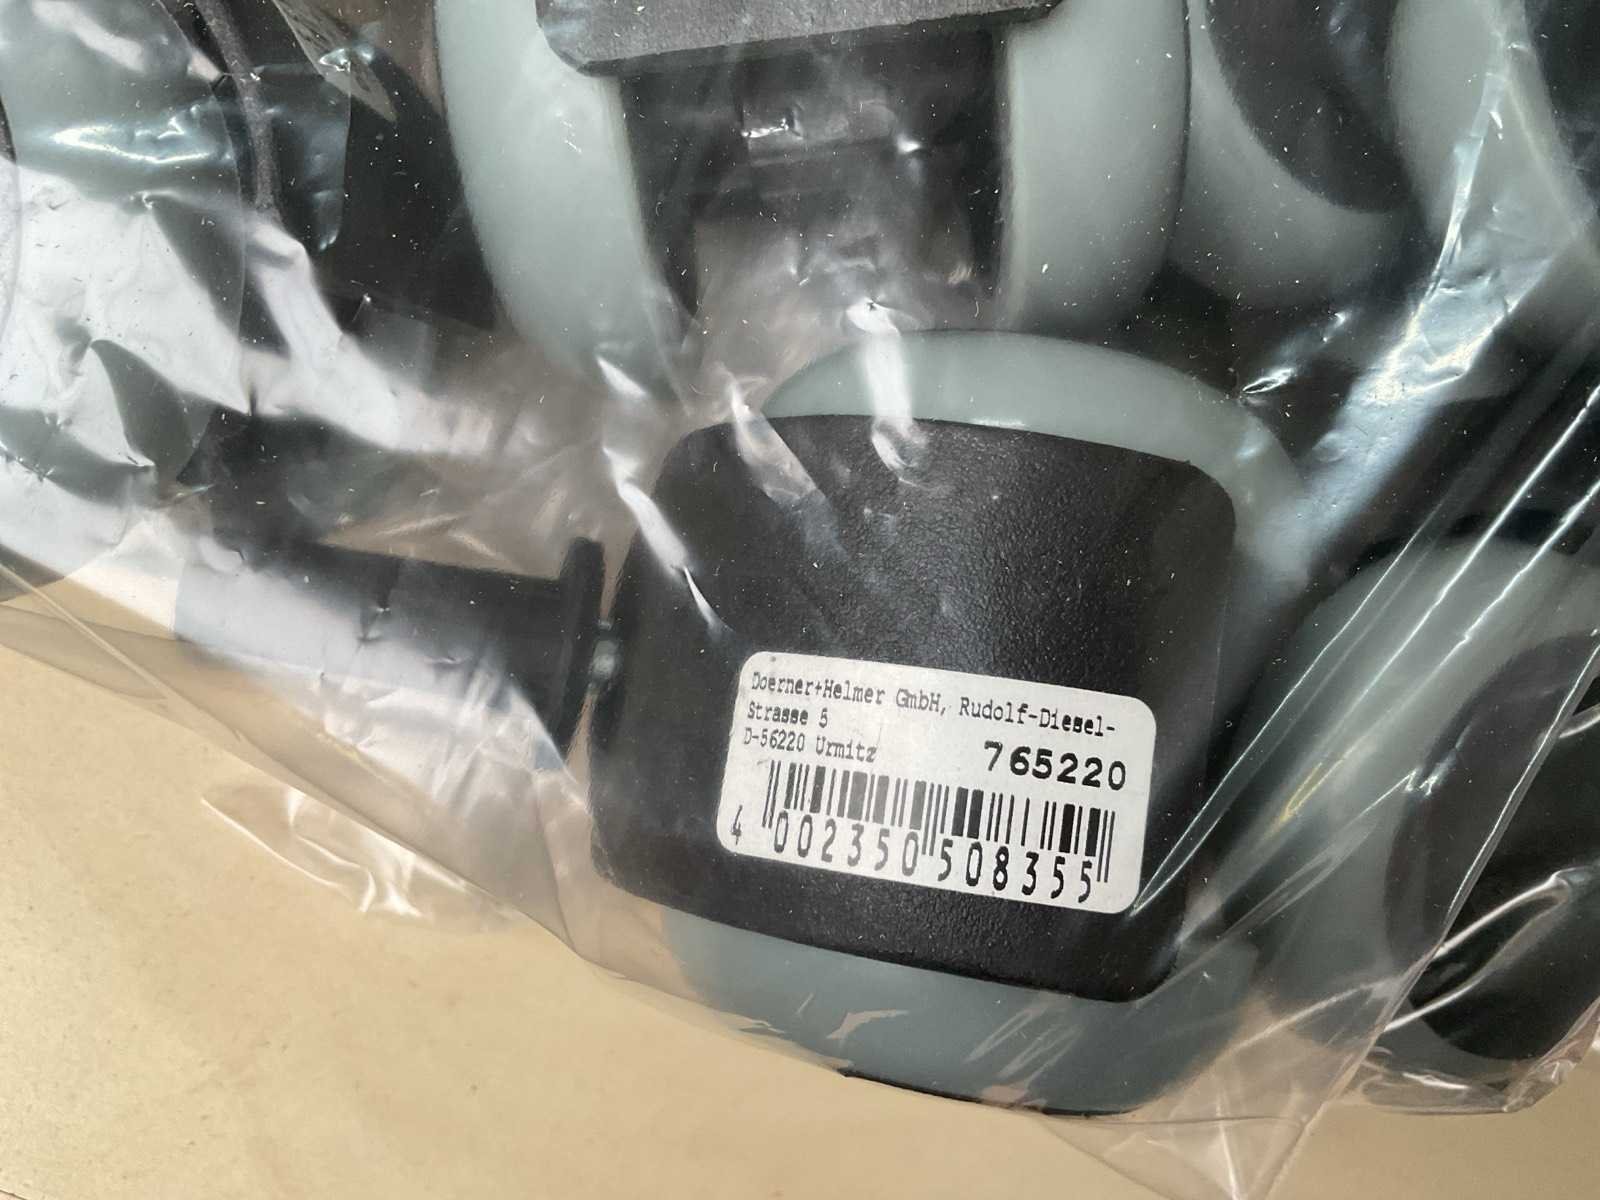 Doerner+Helmer GmbH, Rudolf-Diesel-
Strasse 5
D-56220 Urmitz 765220
4 002350 508355